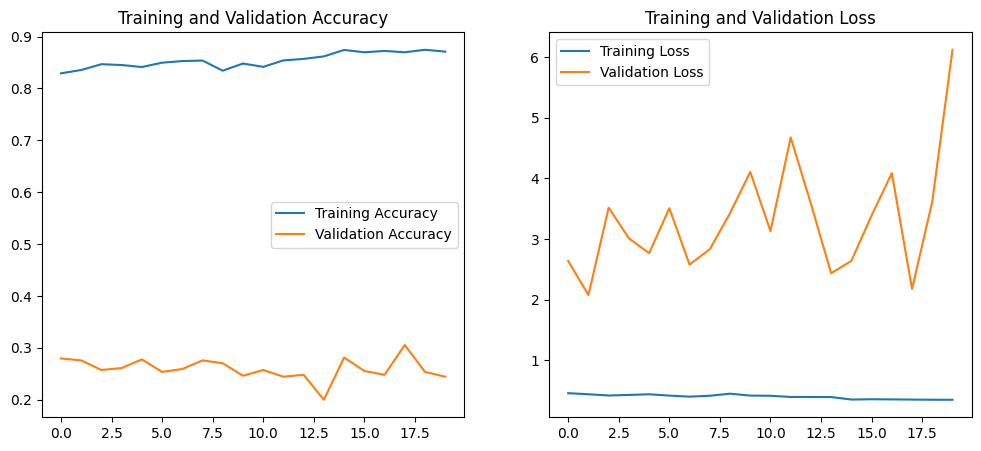 Training and Validation Accuracy
0.9
0.8
0.7
0.6
0.5
0.4
0.3
0.2
Training Accuracy
Validation Accuracy
0.0 2.5 5.0 7.5 10.0 12.5 15.0 17.5
Training and Validation Loss
Training Loss
Validation Loss
6
5
4
3
2
1
0.0 2.5 5.0 7.5 10.0 12.5 15.0 17.5